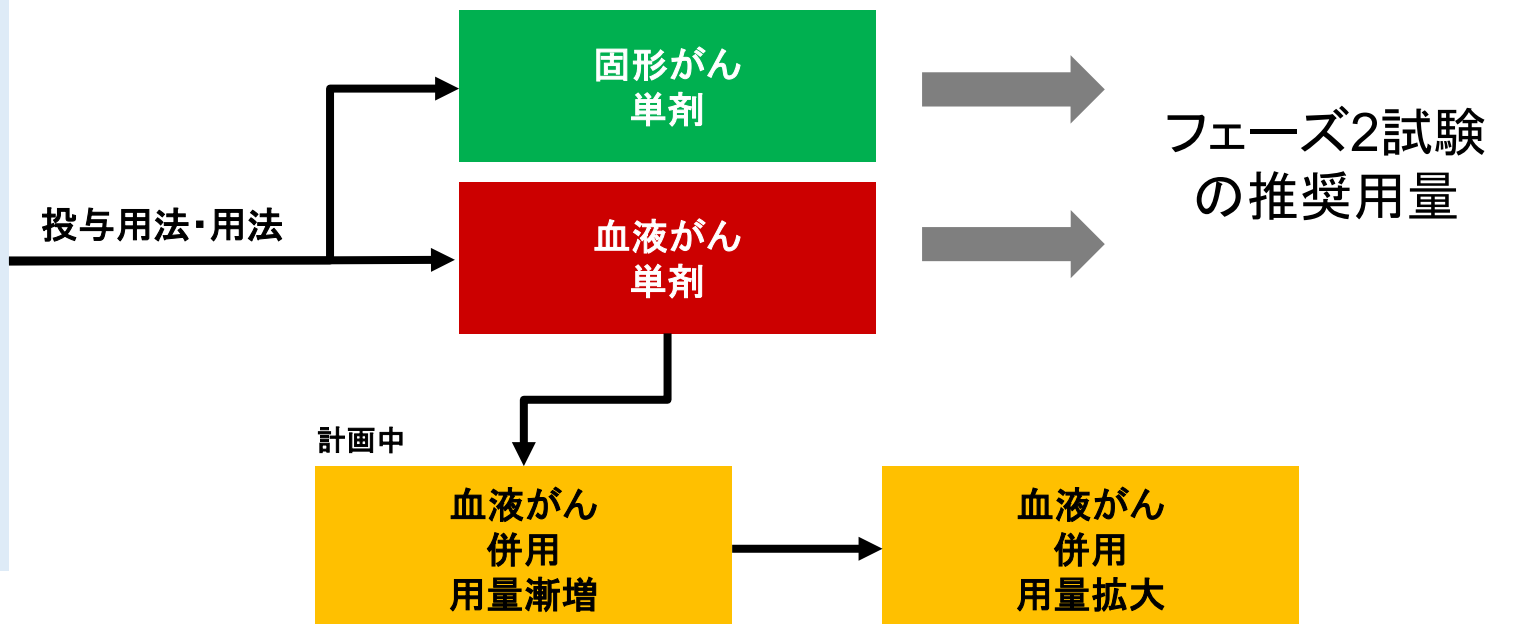 固形がん
単剤
フェーズ2試験
の推奨用量
投与用法・用法
血液がん
単剤
計画中
血液がん
併用
用量漸増
血液がん
併用
用量拡大